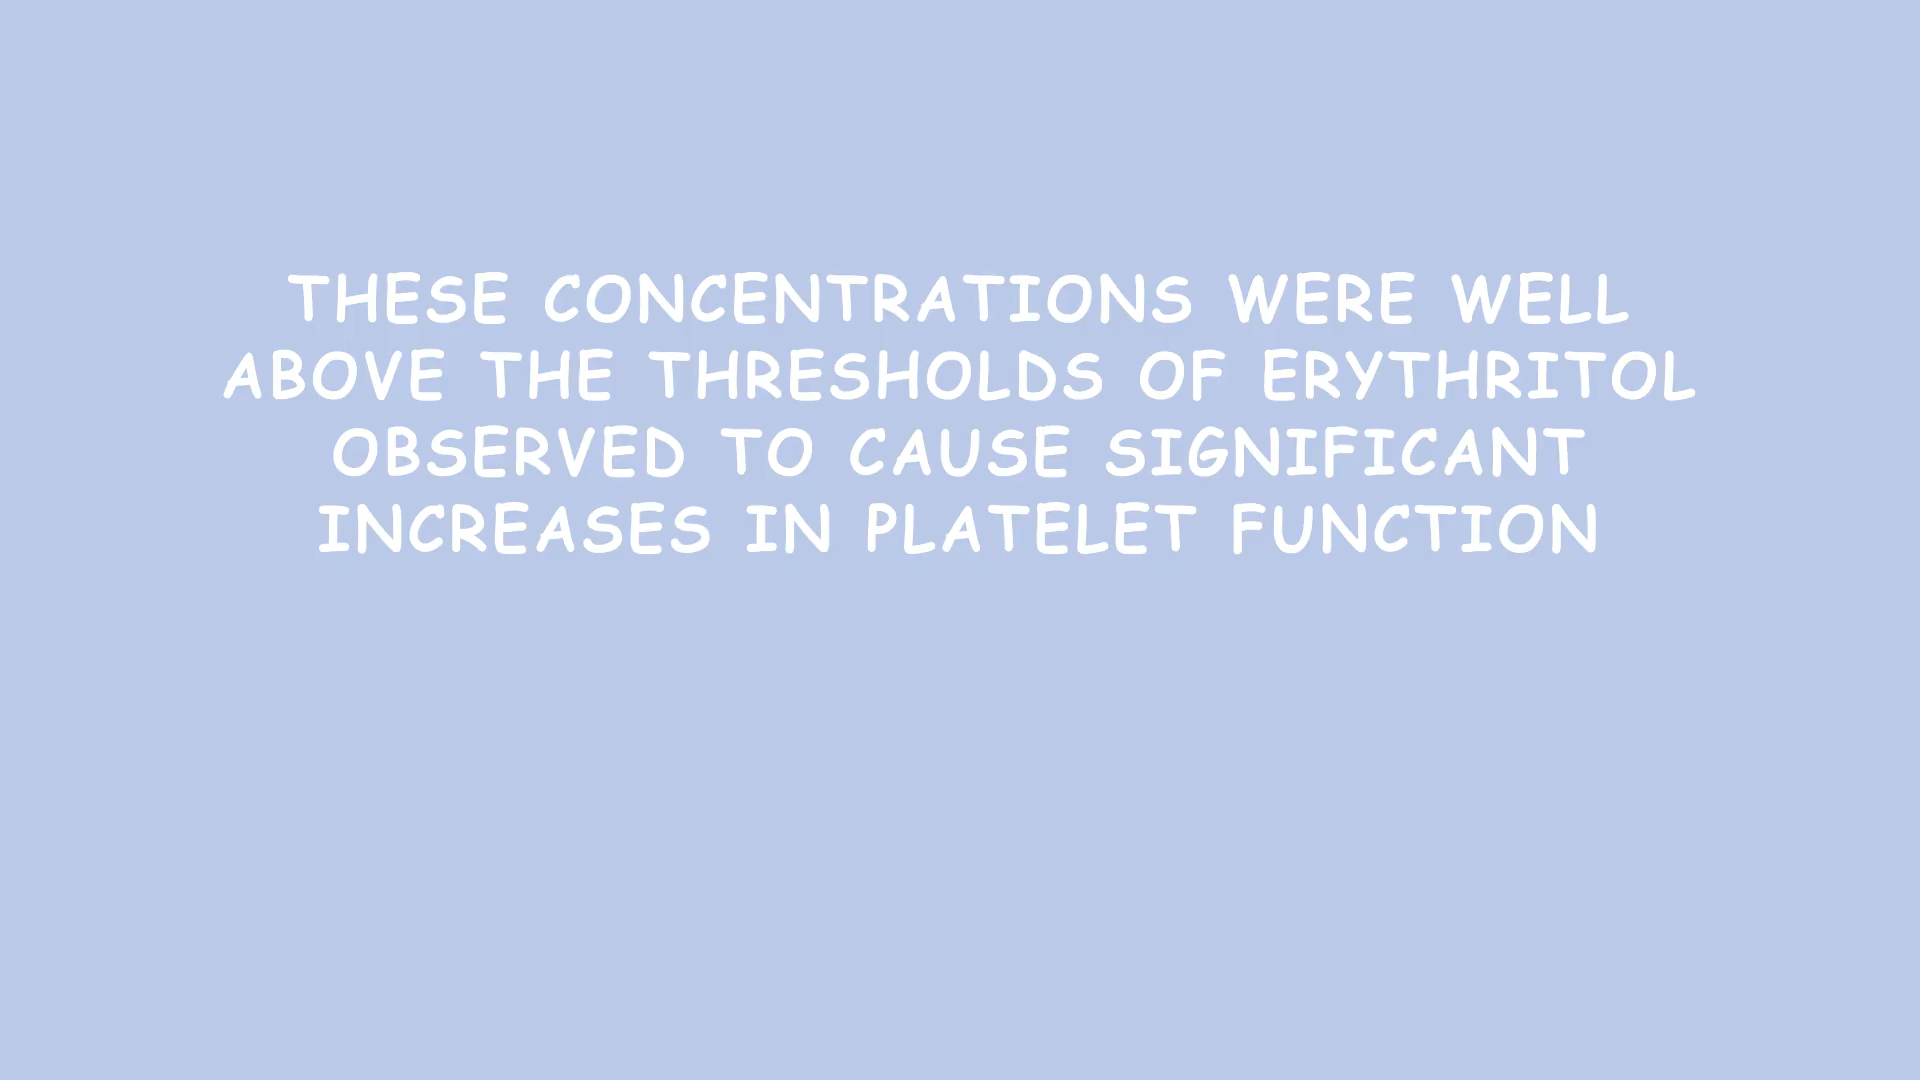 THESE CONCENTRATIONS WERE WELL
ABOVE THE THRESHOLDS OF ERYTHRITOL
OBSERVED TO CAUSE SIGNIFICANT
INCREASES IN PLATELET FUNCTION